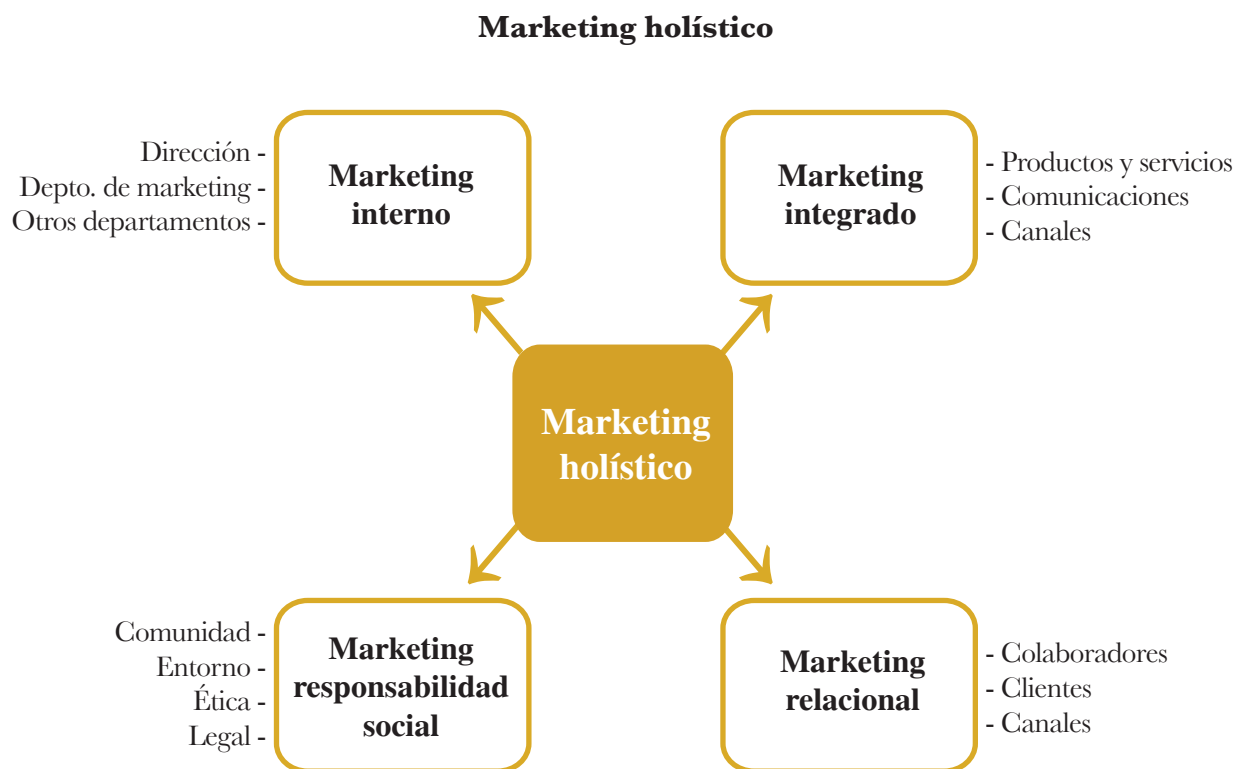 Marketing holístico
Dirección -
Depto. de marketing -
Otros departamentos -
Marketing
interno
Marketing
integrado
- Productos y servicios
- Comunicaciones
- Canales
Marketing
holístico
Comunidad -
Entorno -
Ética -
Legal -
Marketing
responsabilidad
social
Marketing
relacional
- Colaboradores
- Clientes
- Canales